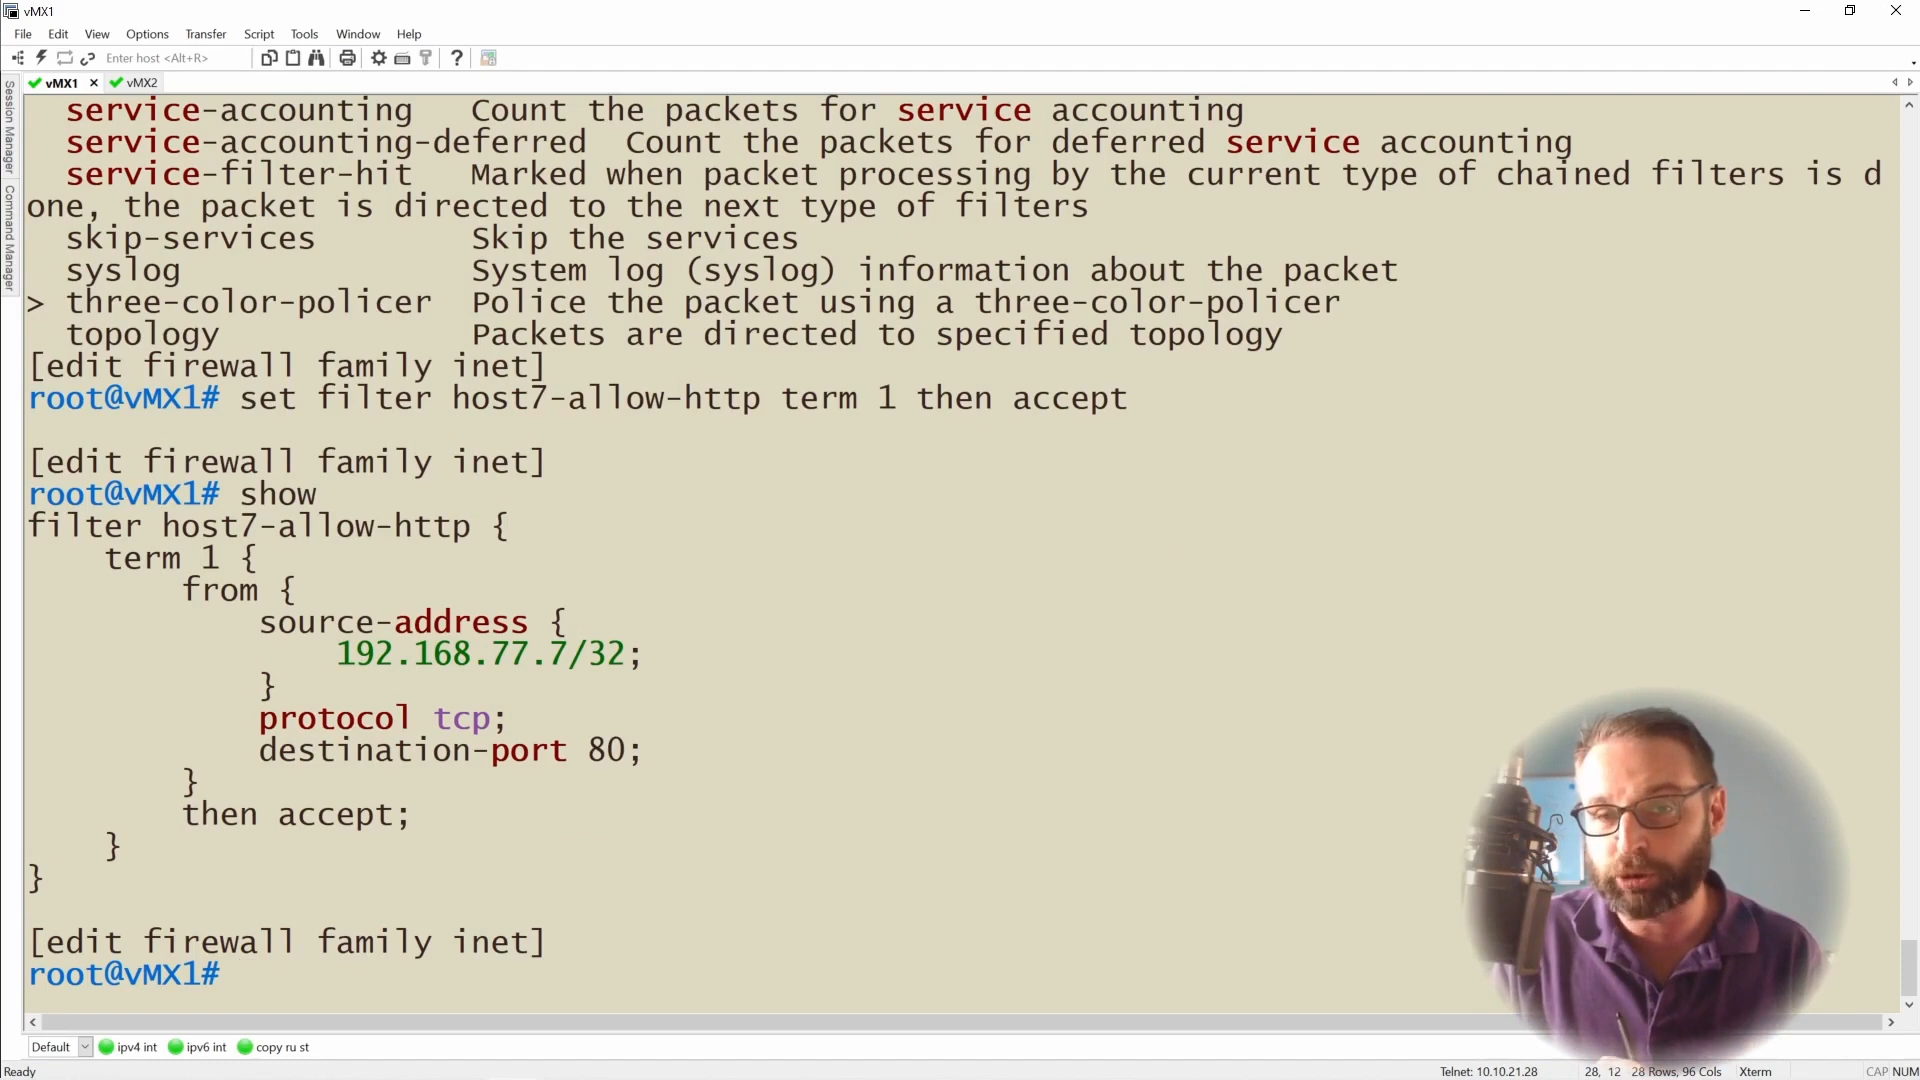 vMX1
File Edit View Options Transfer Script Tools Window Help
Enter host <Alt+R>
vMX1 vMX2
Session Manager
Command Manager
service-accounting Count the packets for service accounting
service-accounting-deferred Count the packets for deferred service accounting
service-filter-hit Marked when packet processing by the current type of chained filters is d
one, the packet is directed to the next type of filters
skip-services Skip the services
syslog System log (syslog) information about the packet
> three-color-policer Police the packet using a three-color-policer
topology Packets are directed to specified topology
[edit firewall family inet]
root@vMX1# set filter host7-allow-http term 1 then accept
[edit firewall family inet]
root@vMX1# show
filter host7-allow-http {
term 1 {
from {
source-address {
192.168.77.7/32;
}
protocol tcp;
destination-port 80;
}
then accept;
}
}
[edit firewall family inet]
root@vMX1#
Default ipv4 int ipv6 int copy ru st
Ready Telnet: 10.10.21.28 28, 12 28 Rows, 96 Cols Xterm CAP NUM